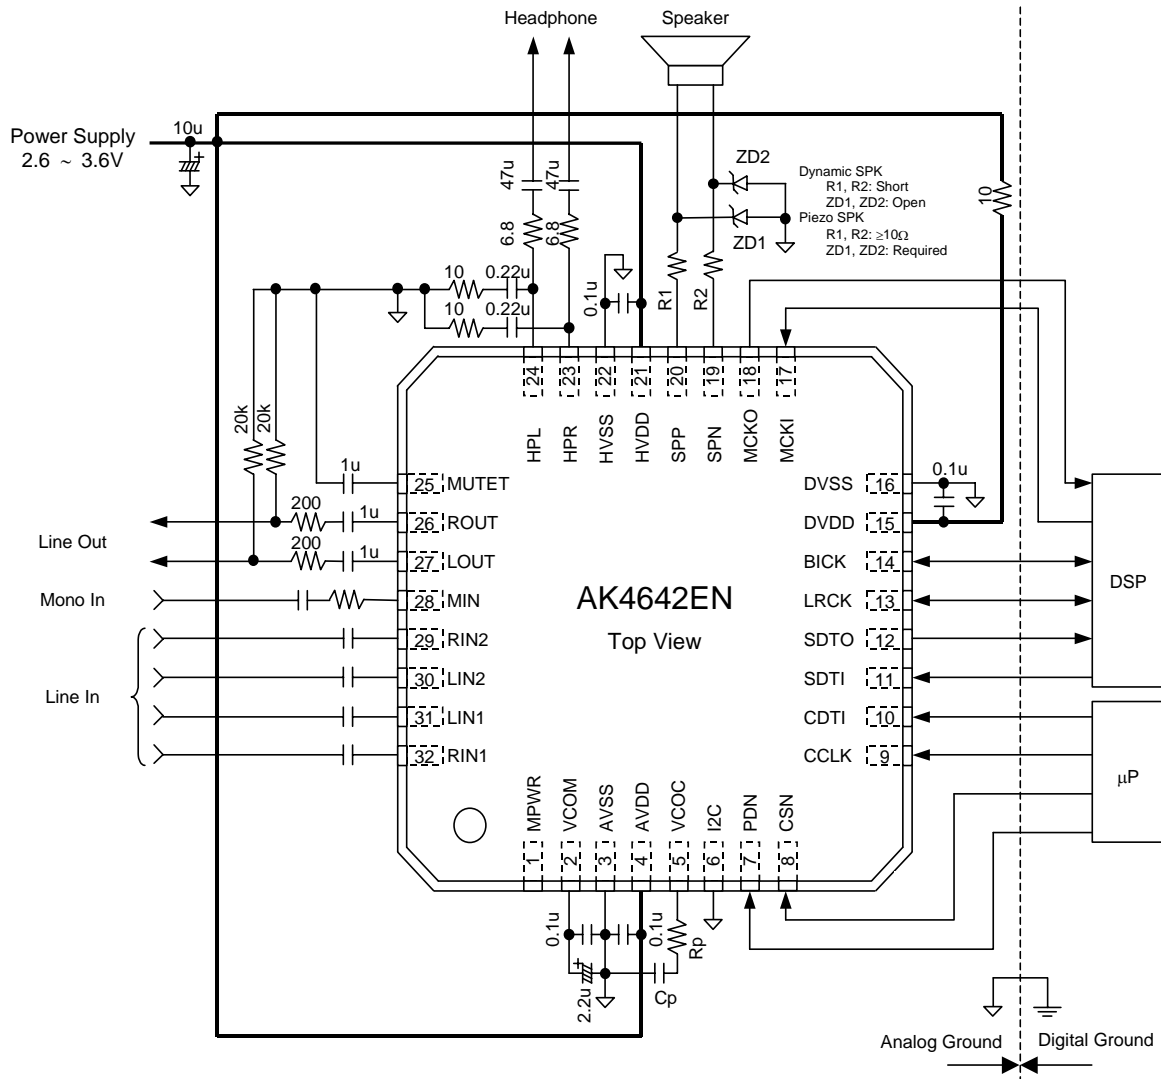 Headphone
Speaker
Power Supply
2.6 ~ 3.6V
10u
47u
47u
6.8
6.8
ZD2
ZD1
Dynamic SPK
R1, R2: Short
ZD1, ZD2: Open
Piezo SPK
R1, R2: ≥10Ω
ZD1, ZD2: Required
10
10
0.22u
10
0.22u
0.1u
R1
R2
20k
20k
24
23
22
21
20
19
18
17
HPL
HPR
HVSS
HVDD
SPP
SPN
MCKO
MCKI
1u
25 MUTET
200
1u
26 ROUT
200
1u
27 LOUT
28 MIN
29 RIN2
30 LIN2
31 LIN1
32 RIN1
Line Out
Mono In
Line In
AK4642EN
Top View
DVSS 16
0.1u
DVDD 15
BICK 14
LRCK 13
SDTO 12
SDTI 11
CDTI 10
CCLK 9
DSP
μP
MPWR
VCOM
AVSS
AVDD
VCOC
I2C
PDN
CSN
1
2
3
4
5
6
7
8
0.1u
0.1u
Rp
2.2u
Cp
Analog Ground
Digital Ground